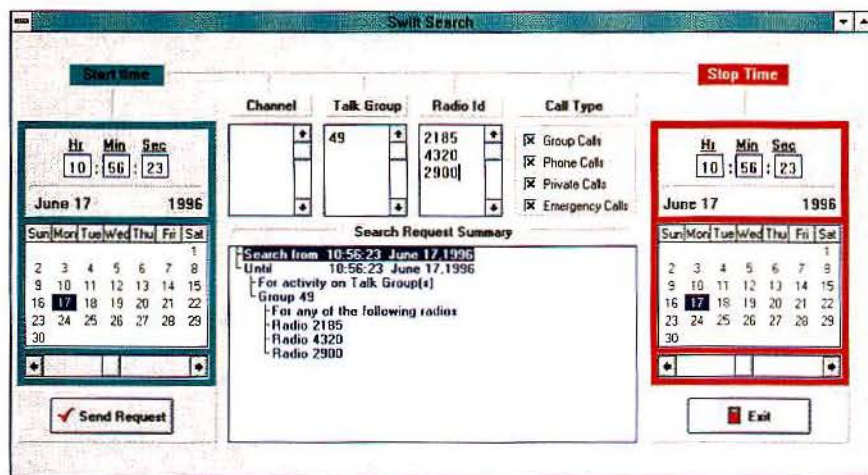 Swift Search
Start time
Stop Time
Channel Talk Group Radio Id Call Type
Hr Min Sec
10 : 56 : 23
June 17 1996
Sun Mon Tue Wed Thu Fri Sat
1
2 3 4 5 6 7 8
9 10 11 12 13 14 15
16 17 18 19 20 21 22
23 24 25 26 27 28 29
30
Send Request
49
2185
4320
2900
Group Calls
Phone Calls
Private Calls
Emergency Calls
Search Request Summary
Search from 10:56:23 June 17,1996
Until 10:56:23 June 17,1996
For activity on Talk Group(s)
Group 49
For any of the following radios
Radio 2185
Radio 4320
Radio 2900
Hr Min Sec
10 : 56 : 23
June 17 1996
Sun Mon Tue Wed Thu Fri Sat
1
2 3 4 5 6 7 8
9 10 11 12 13 14 15
16 17 18 19 20 21 22
23 24 25 26 27 28 29
30
Exit